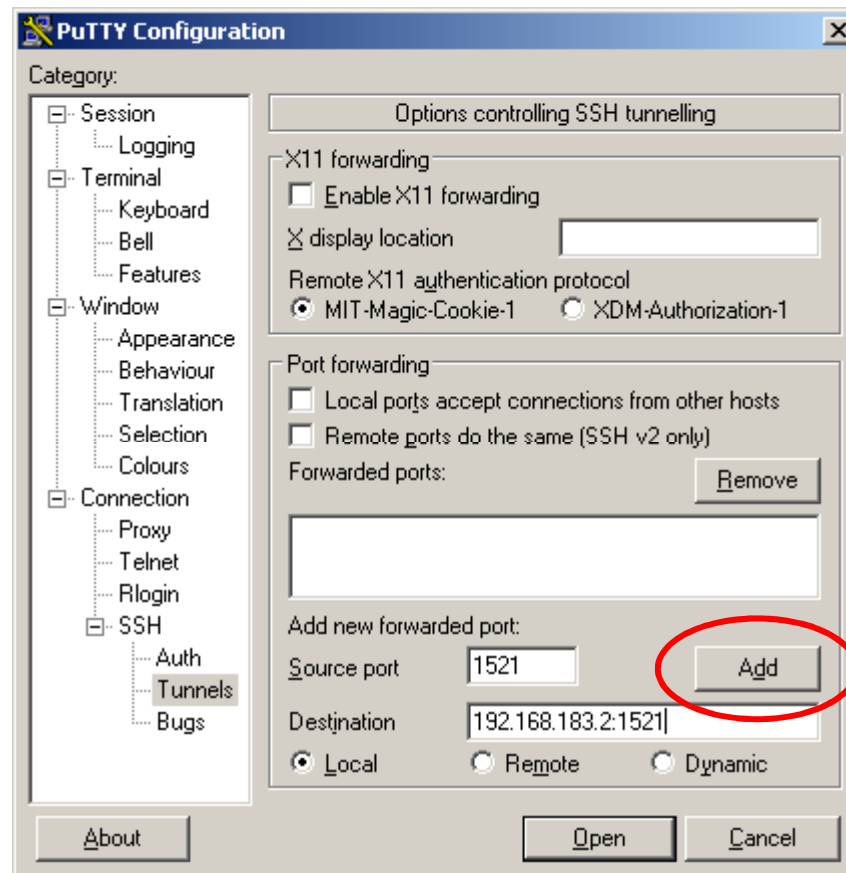 PuTTY Configuration
Category:
Session
Logging
Terminal
Keyboard
Bell
Features
Window
Appearance
Behaviour
Translation
Selection
Colours
Connection
Proxy
Telnet
Rlogin
SSH
Auth
Tunnels
Bugs
Options controlling SSH tunnelling
X11 forwarding
Enable X11 forwarding
X display location
Remote X11 authentication protocol
MIT-Magic-Cookie-1 XDM-Authorization-1
Port forwarding
Local ports accept connections from other hosts
Remote ports do the same (SSH v2 only)
Forwarded ports: Remove
Add new forwarded port:
Source port 1521 Add
Destination 192.168.183.2:1521
Local Remote Dynamic
About Open Cancel